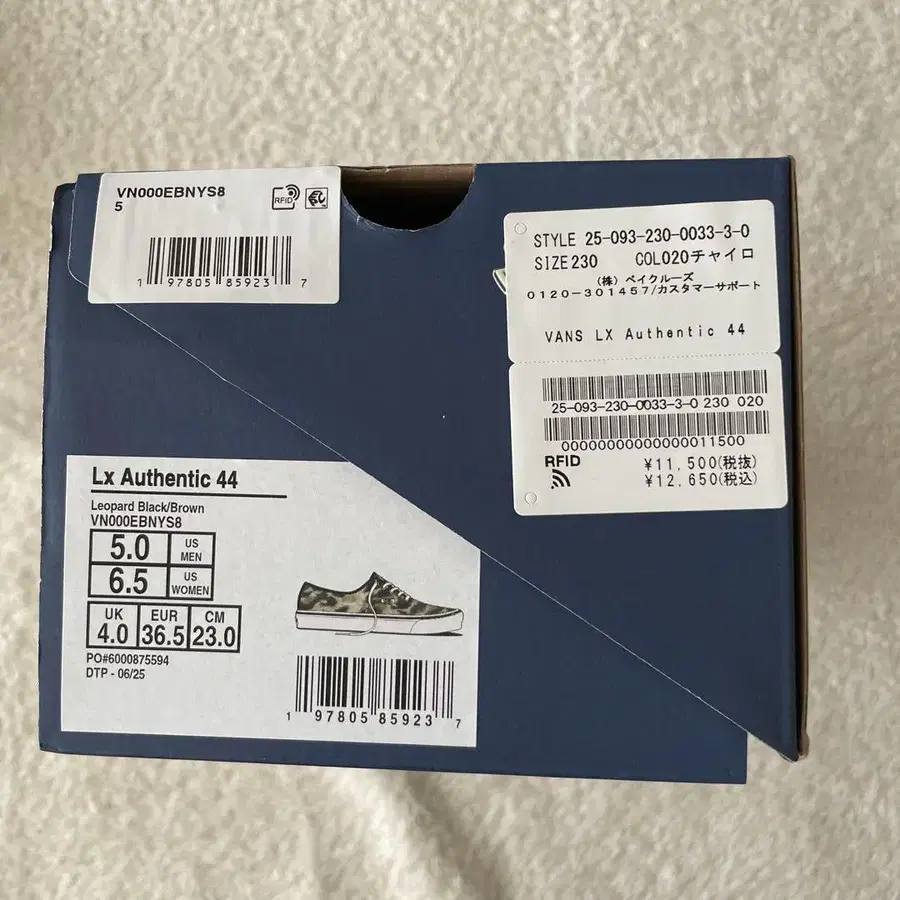 VN000EBNYS8
5
RFID
1 97805 85923 7
STYLE 25-093-230-0033-3-0
SIZE230 COL020チャイロ
(株) ベイクルーズ
0120-301457/カスタマーサポート
VANS LX Authentic 44
25-093-230-0033-3-0 230 020
00000000000000011500
RFID
¥11,500(税抜)
¥12,650(税込)
Lx Authentic 44
Leopard Black/Brown
VN000EBNYS8
5.0 US MEN
6.5 US WOMEN
UK EUR CM
4.0 36.5 23.0
PO#6000875594
DTP - 06/25
1 97805 85923 7